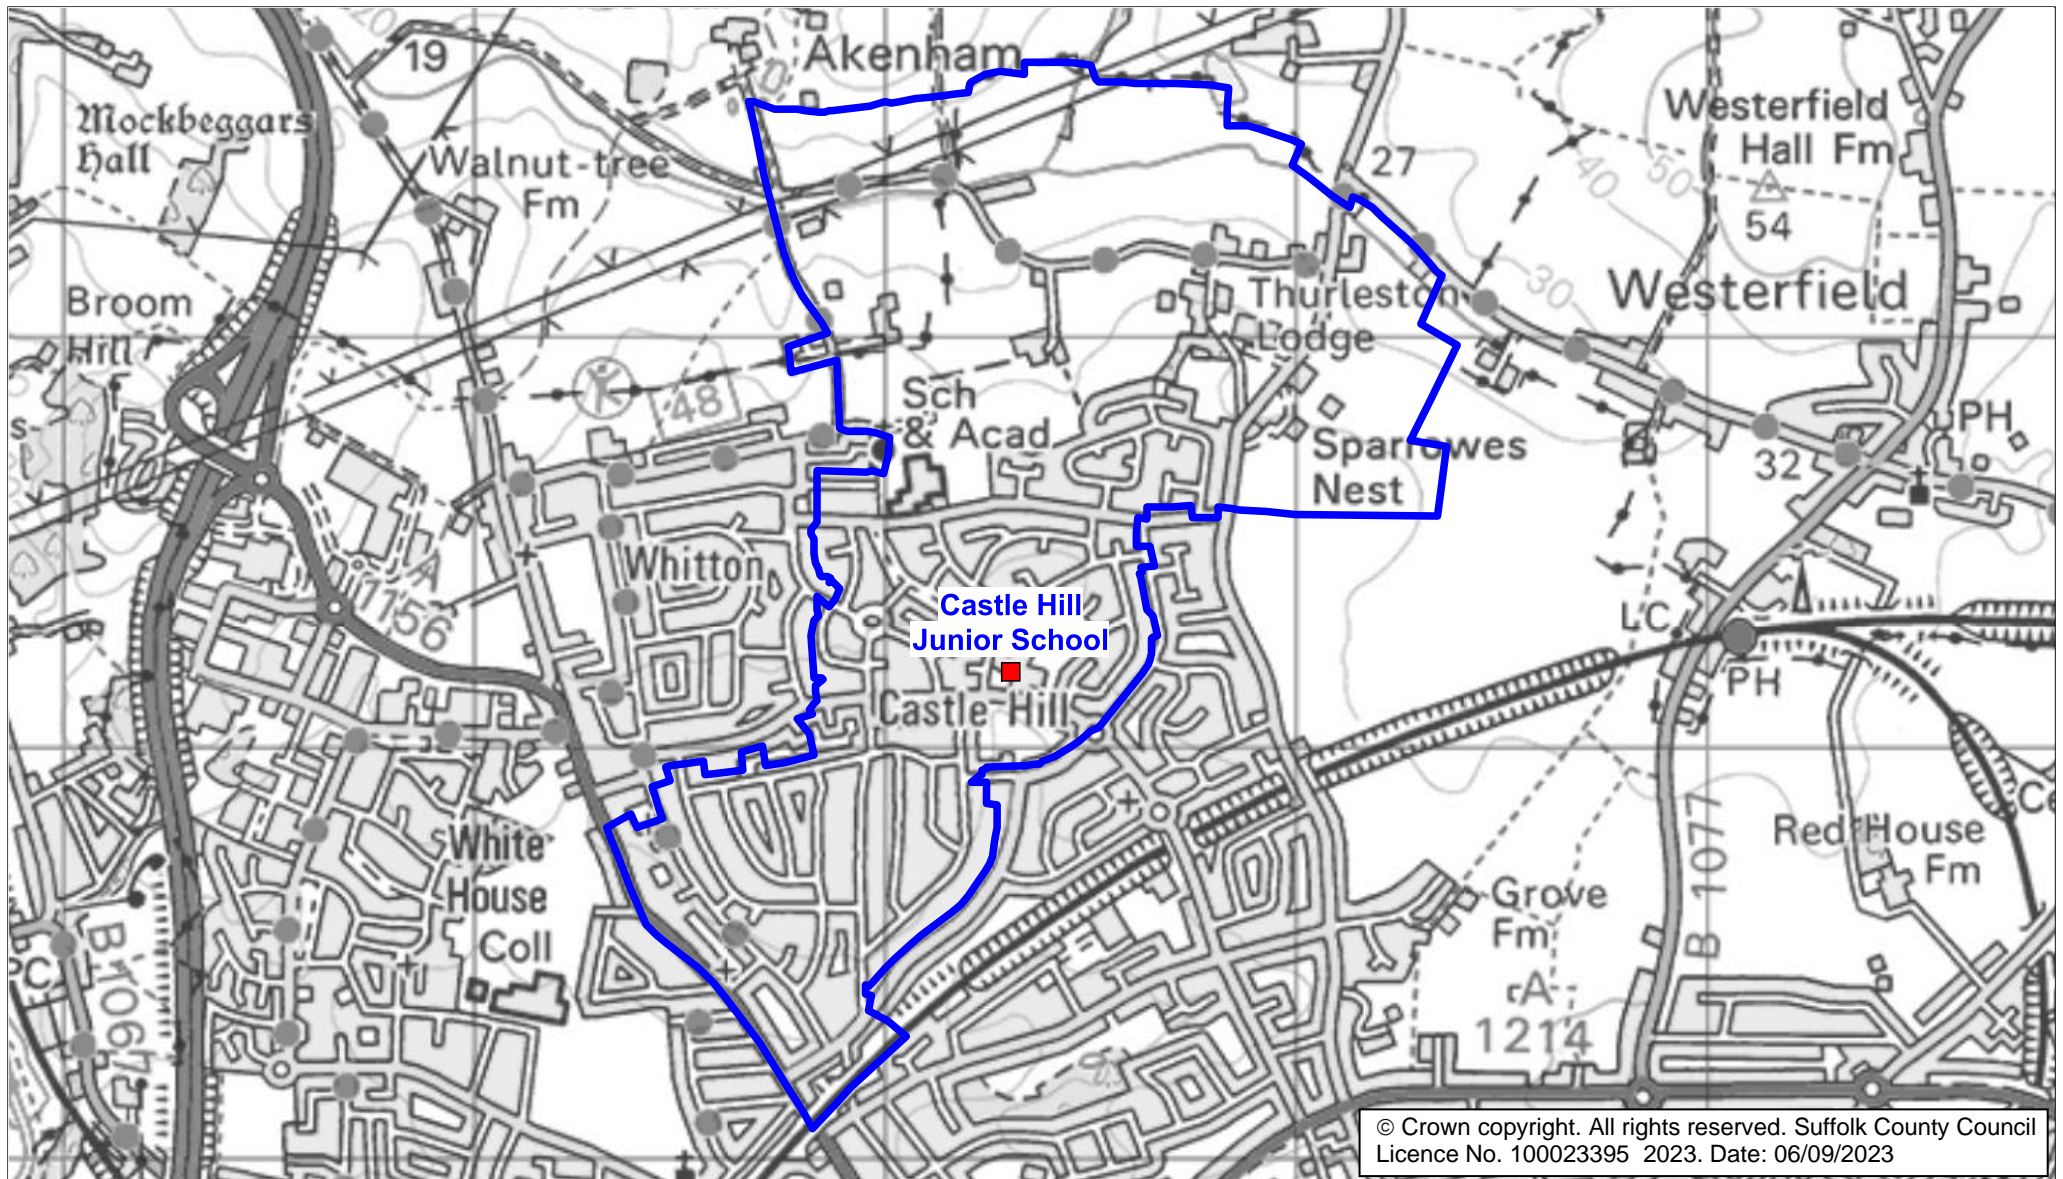 19
Akenham
Mockbeggars
Hall
Walnut-tree
Fm
27
Westerfield
Hall Fm
40
50
54
Broom
Hill
30
Westerfield
Thurleston
Lodge
48
Sch
& Acad
Sparrowes
Nest
PH
32
Whitton
A
1156
Castle Hill
Junior School
Castle Hill
LC
PH
White
House
Coll
Red House
Fm
Grove
Fm
B 1077
A
1214
B1067
© Crown copyright. All rights reserved. Suffolk County Council
Licence No. 100023395 2023. Date: 06/09/2023